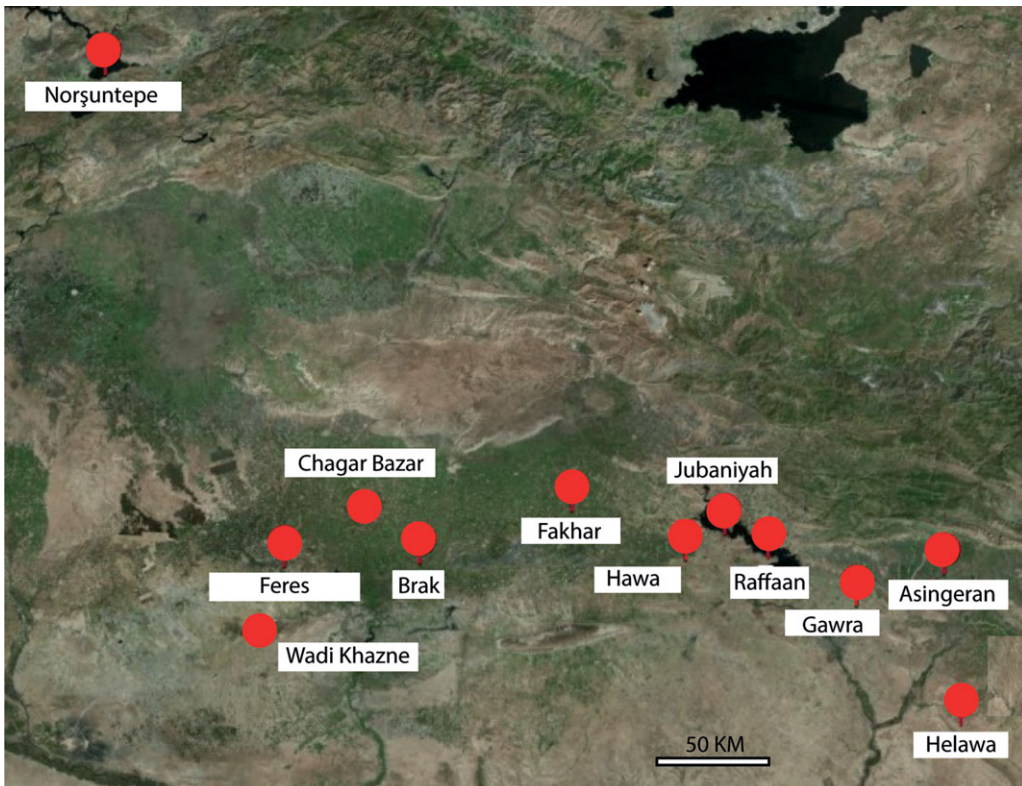 Norşuntepe
Chagar Bazar
Jubaniyah
Fakhar
Feres
Brak
Hawa
Raffaan
Asingeran
Gawra
Wadi Khazne
50 KM
Helawa